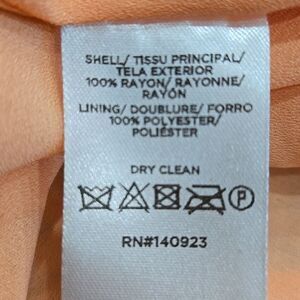 SHELL/ TISSU PRINCIPAL/
TELA EXTERIOR
100% RAYON/ RAYONNE/
RAYÓN
LINING/ DOUBLURE/ FORRO
100% POLYESTER/
POLIÉSTER
DRY CLEAN
P
RN#140923